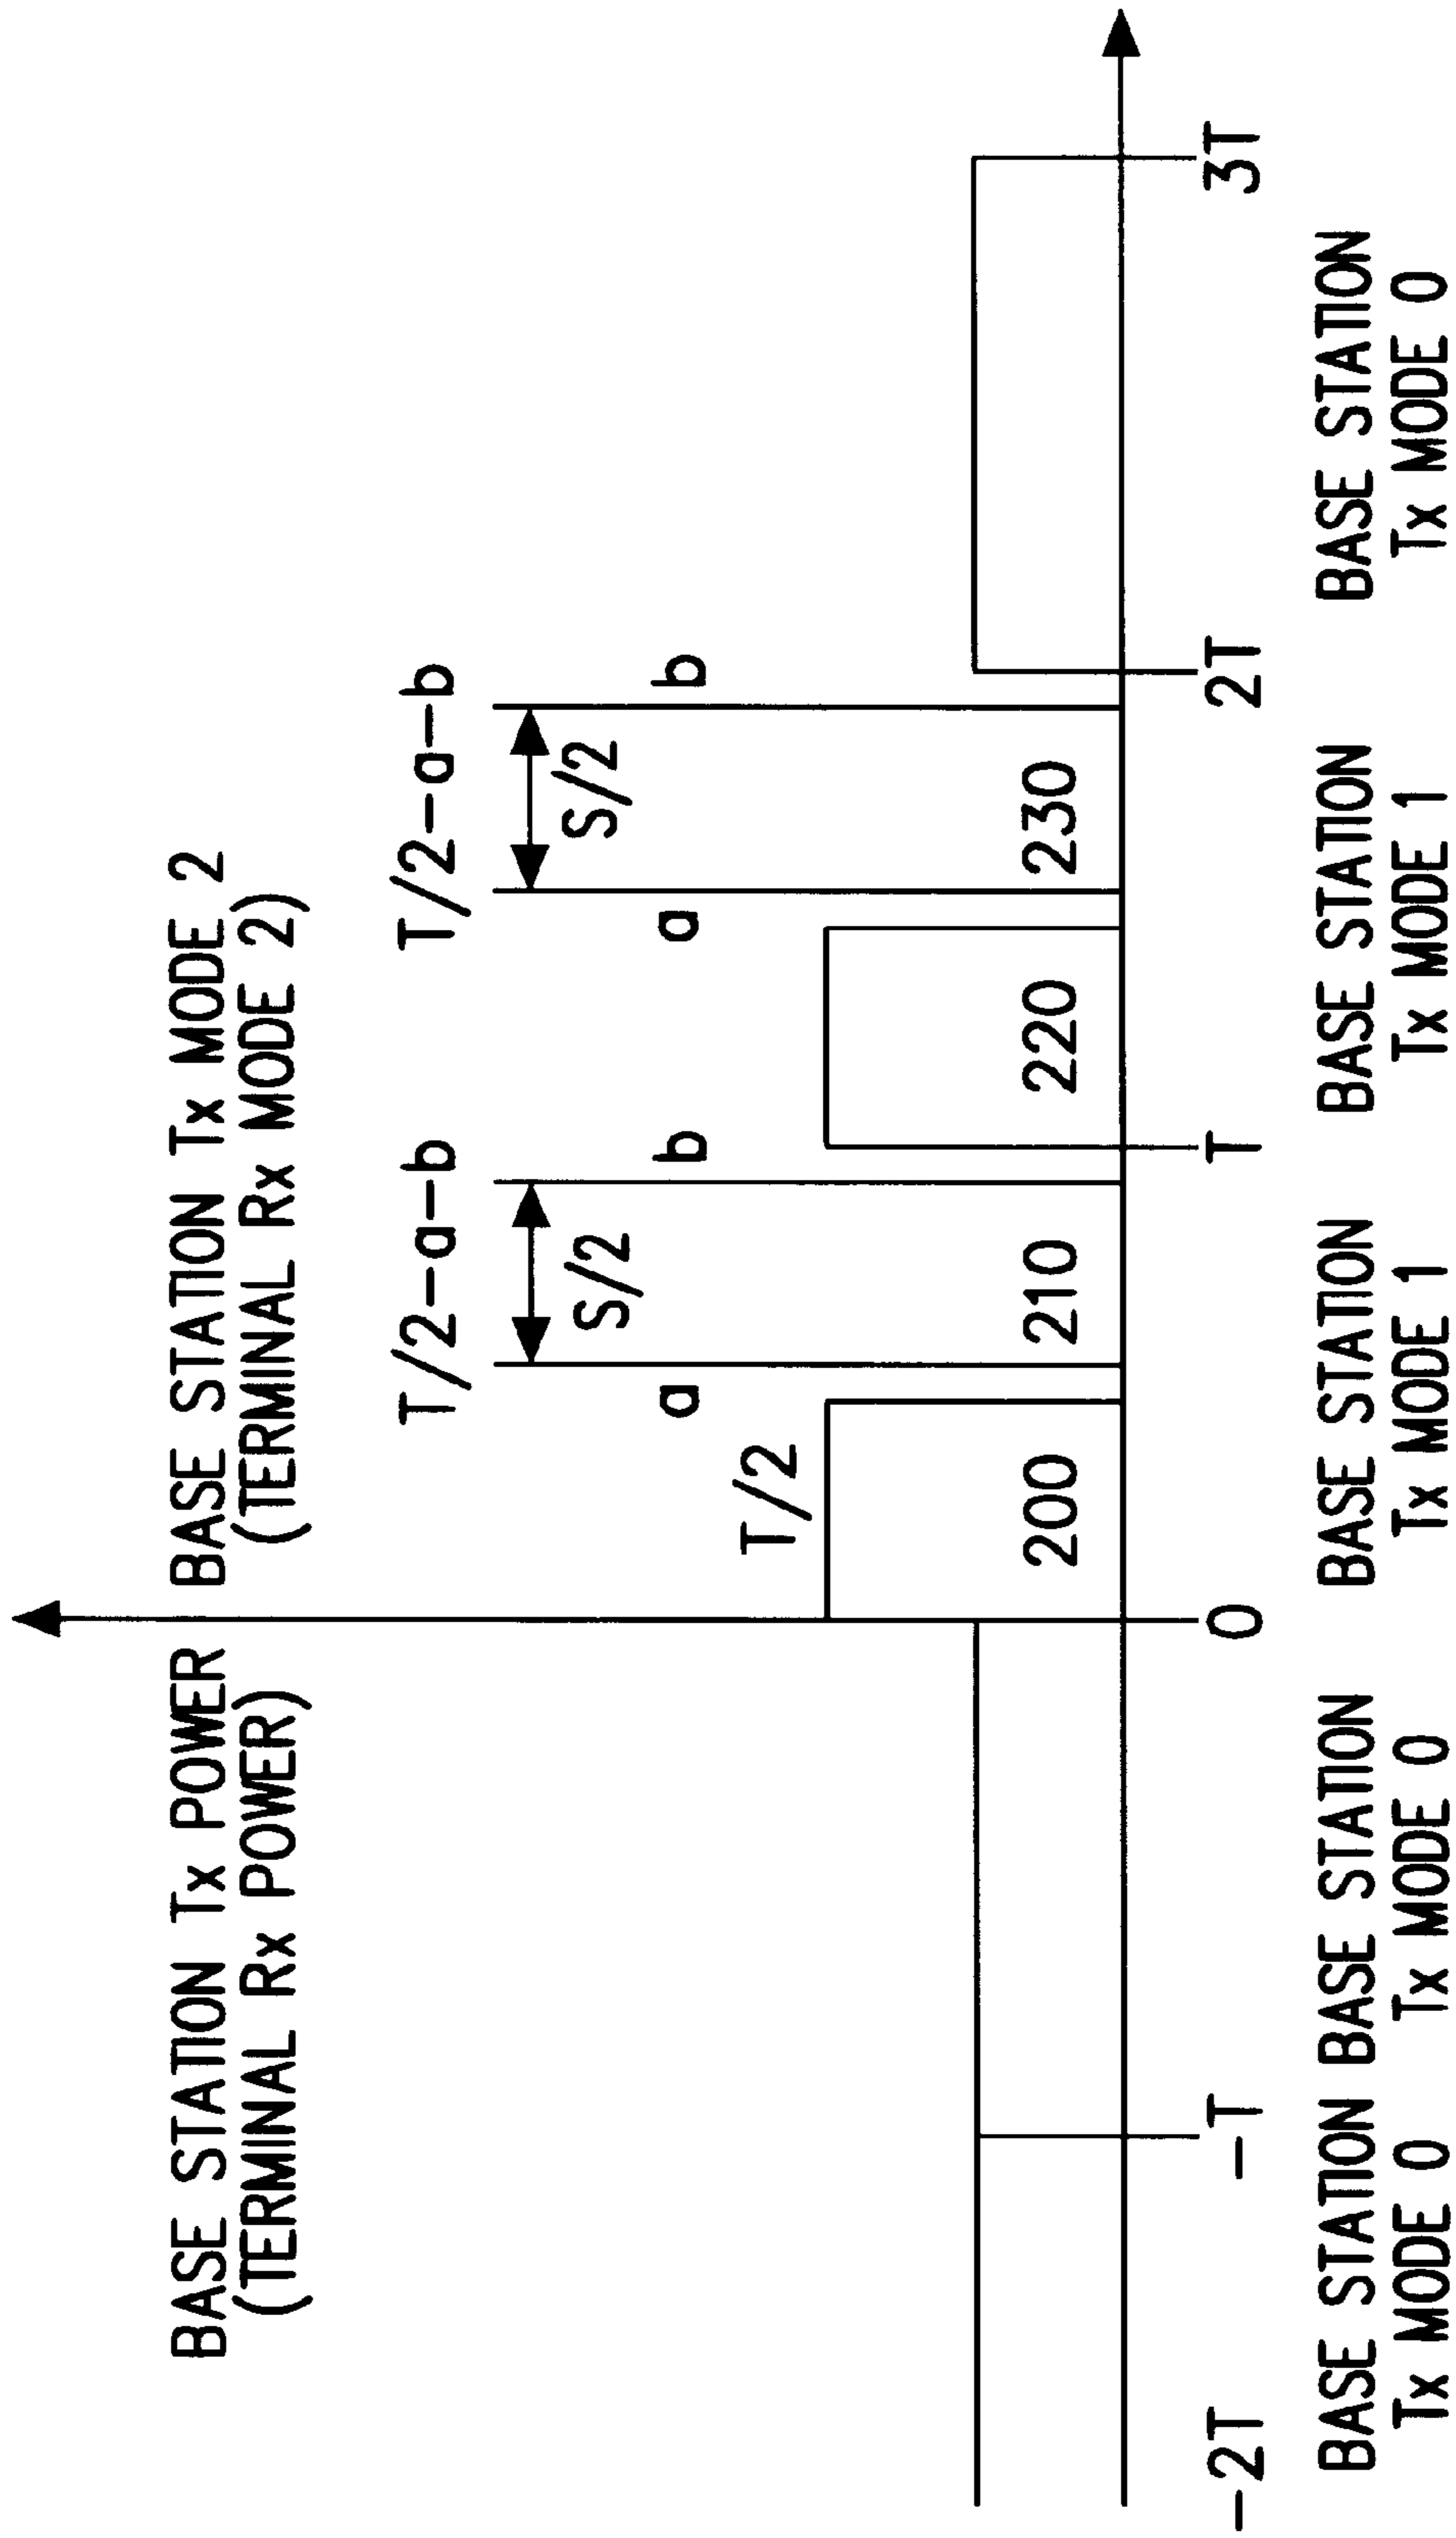 BASE STATION Tx POWER
(TERMINAL Rx POWER)
BASE STATION Tx MODE 2
(TERMINAL Rx MODE 2)
T/2-a-b
T/2-a-b
S/2
S/2
a
b
a
b
T/2
200
210
220
230
-2T
-T
0
T
2T
3T
BASE STATION
Tx MODE 0
BASE STATION
Tx MODE 0
BASE STATION
Tx MODE 1
BASE STATION
Tx MODE 1
BASE STATION
Tx MODE 0